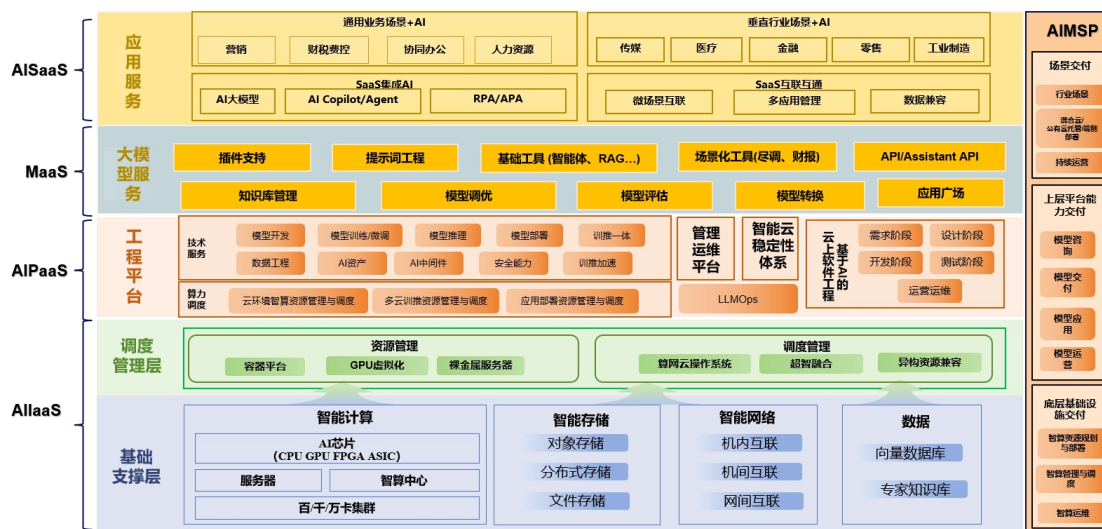 AISaaS
应用服务
通用业务场景+AI
营销
财税费控
协同办公
人力资源
垂直行业场景+AI
传媒
医疗
金融
零售
工业制造
SaaS集成AI
AI大模型
AI Copilot/Agent
RPA/APA
SaaS互联互通
微场景互联
多应用管理
数据兼容
MaaS
大模型服务
插件支持
提示词工程
基础工具 (智能体、RAG...)
场景化工具(尽调、财报)
API/Assistant API
知识库管理
模型调优
模型评估
模型转换
应用广场
AIPaaS
工程平台
技术服务
模型开发
模型训练/微调
模型推理
模型部署
训推一体
数据工程
AI资产
AI中间件
安全能力
训推加速
算力调度
云环境智算资源管理与调度
多云训推资源管理与调度
应用部署资源管理与调度
管理运维平台
智能云稳定性体系
LLMOps
基于AI的云上软件工程
需求阶段
设计阶段
开发阶段
测试阶段
运营运维
AIIaaS
调度管理层
资源管理
容器平台
GPU虚拟化
裸金属服务器
调度管理
算网云操作系统
超智融合
异构资源兼容
基础支撑层
智能计算
AI芯片
(CPU GPU FPGA ASIC)
服务器
智算中心
百/千/万卡集群
智能存储
对象存储
分布式存储
文件存储
智能网络
机内互联
机间互联
网间互联
数据
向量数据库
专家知识库
AIMSP
场景交付
行业场景
混合云/
公有云托管/端侧
部署
持续运营
上层平台能
力交付
模型咨
询
模型交
付
模型应
用
模型运
营
底层基础设
施交付
智算资源规划
与部署
智算管理与调
度
智算运维